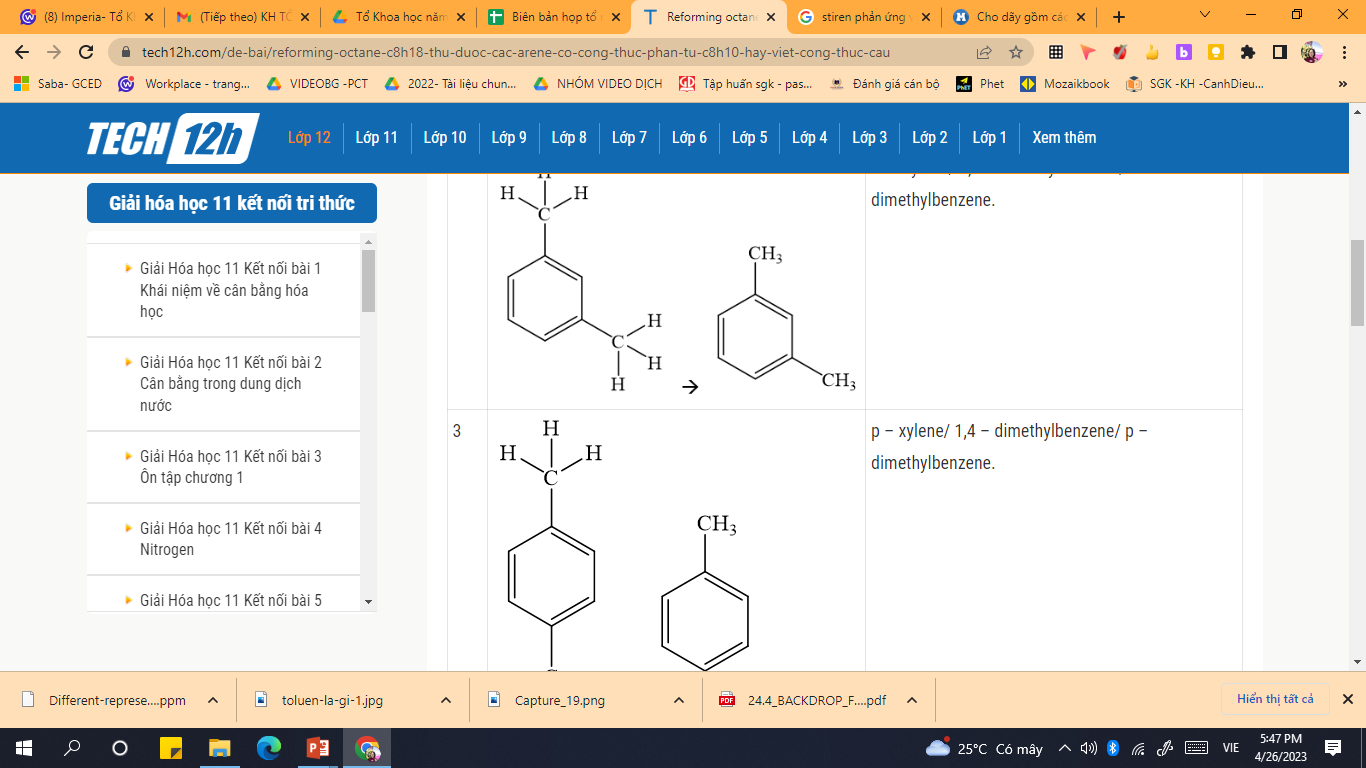 (8) Imperia- Tổ K
(Tiếp theo) KH TỔ
Tổ Khoa học năm
Biên bản họp tổ
Reforming octane
stiren phản ứng v
Cho dãy gồm các
tech12h.com/de-bai/reforming-octane-c8h18-thu-duoc-cac-arene-co-cong-thuc-phan-tu-c8h10-hay-viet-cong-thuc-cau
Saba- GCED
Workplace - trang...
VIDEOBG -PCT
2022- Tài liệu chun...
NHÓM VIDEO DỊCH
Tập huấn sgk - pas...
Đánh giá cán bộ
Phet
Mozaikbook
SGK -KH -CanhDieu...
»
TECH 12h
Lớp 12
Lớp 11
Lớp 10
Lớp 9
Lớp 8
Lớp 7
Lớp 6
Lớp 5
Lớp 4
Lớp 3
Lớp 2
Lớp 1
Xem thêm
Giải hóa học 11 kết nối tri thức
Giải Hóa học 11 Kết nối bài 1
Khái niệm về cân bằng hóa
học
Giải Hóa học 11 Kết nối bài 2
Cân bằng trong dung dịch
nước
Giải Hóa học 11 Kết nối bài 3
Ôn tập chương 1
Giải Hóa học 11 Kết nối bài 4
Nitrogen
Giải Hóa học 11 Kết nối bài 5
H
H H
C
H
C
H
H
→
CH3
CH3
dimethylbenzene.
3
H
H H
C
CH3
p – xylene/ 1,4 – dimethylbenzene/ p –
dimethylbenzene.
Different-represe....ppm
toluen-la-gi-1.jpg
Capture_19.png
24.4_BACKDROP_F....pdf
Hiển thị tất cả
25°C Có mây
VIE
5:47 PM
4/26/2023